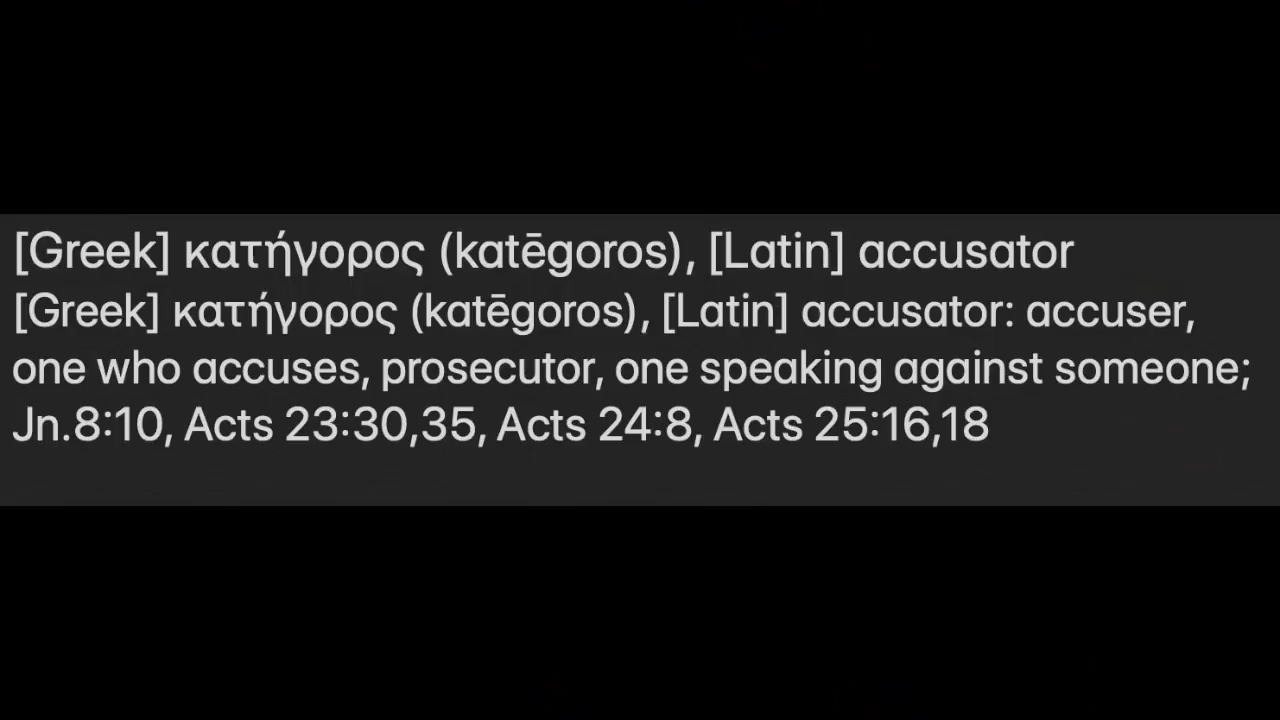 [Greek] κατήγορος (katēgoros), [Latin] accusator
[Greek] κατήγορος (katēgoros), [Latin] accusator: accuser,
one who accuses, prosecutor, one speaking against someone;
Jn.8:10, Acts 23:30,35, Acts 24:8, Acts 25:16,18